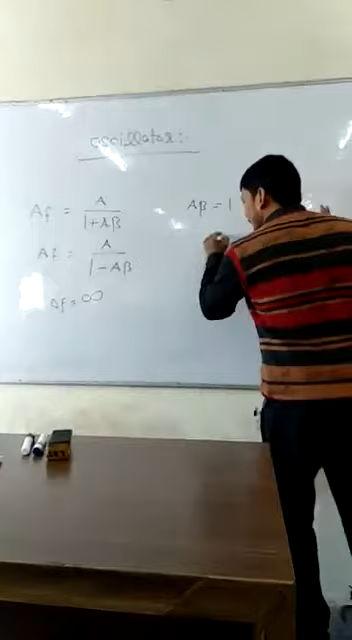 oscillator:-
Af = A / 1+Aβ
Af = A / 1-Aβ
Af = ∞
Aβ = 1